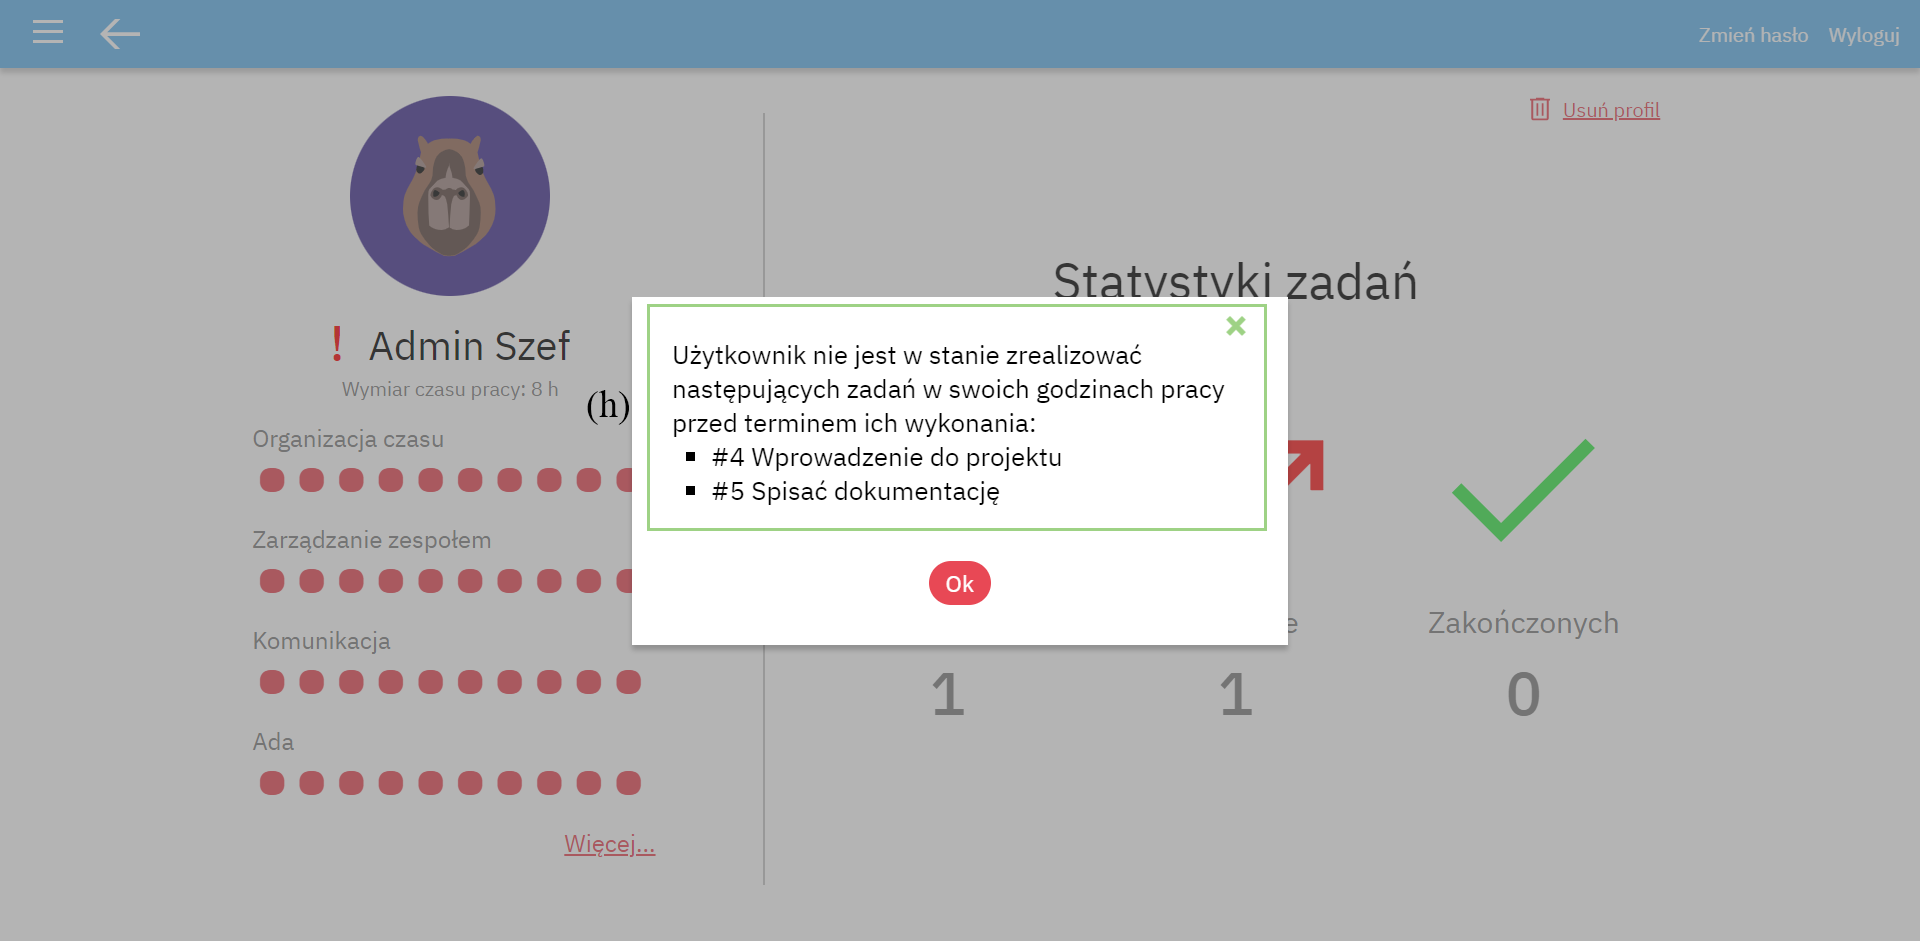 Zmień hasło Wyloguj
Usuń profil
! Admin Szef
Wymiar czasu pracy: 8 h
(h)
Organizacja czasu
Zarządzanie zespołem
Komunikacja
Ada
Więcej...
Statystyki zadań
Użytkownik nie jest w stanie zrealizować
następujących zadań w swoich godzinach pracy
przed terminem ich wykonania:
#4 Wprowadzenie do projektu
#5 Spisać dokumentację
Ok
Zakończonych
1 1 0